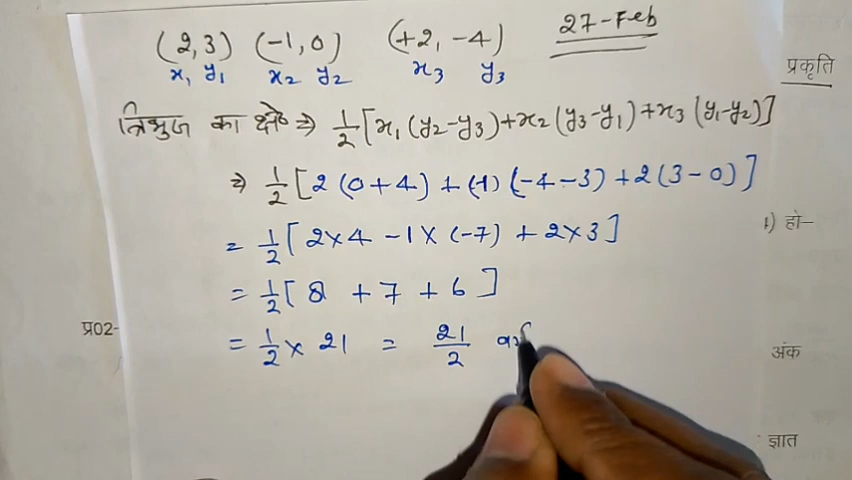 (2,3) (-1,0) (+2,-4) 27-Feb
x₁ y₁ x₂ y₂ x₃ y₃
प्रकृति
त्रिभुज का क्षे० ⇒ 1/2 [x₁(y₂-y₃)+x₂(y₃-y₁)+x₃(y₁-y₂)]
⇒ 1/2 [2(0+4)+(-1)(-4-3)+2(3-0)]
1) हो-
= 1/2 [2×4 -1×(-7) + 2×3]
= 1/2 [8 +7 +6]
प्र02-
= 1/2 × 21 = 21/2
अंक
ज्ञात